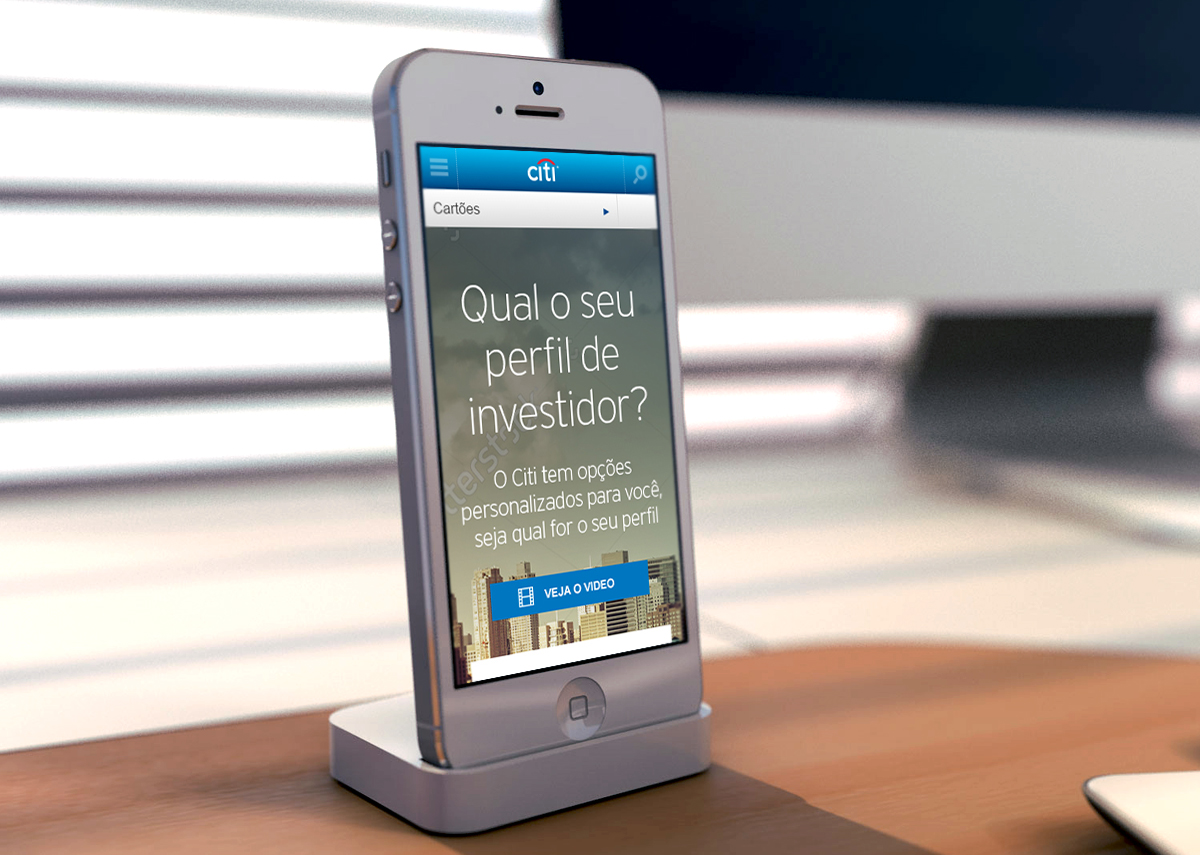 citi
Cartões
Qual o seu
perfil de
investidor?
O Citi tem opções
personalizados para você,
seja qual for o seu perfil
VEJA O VIDEO